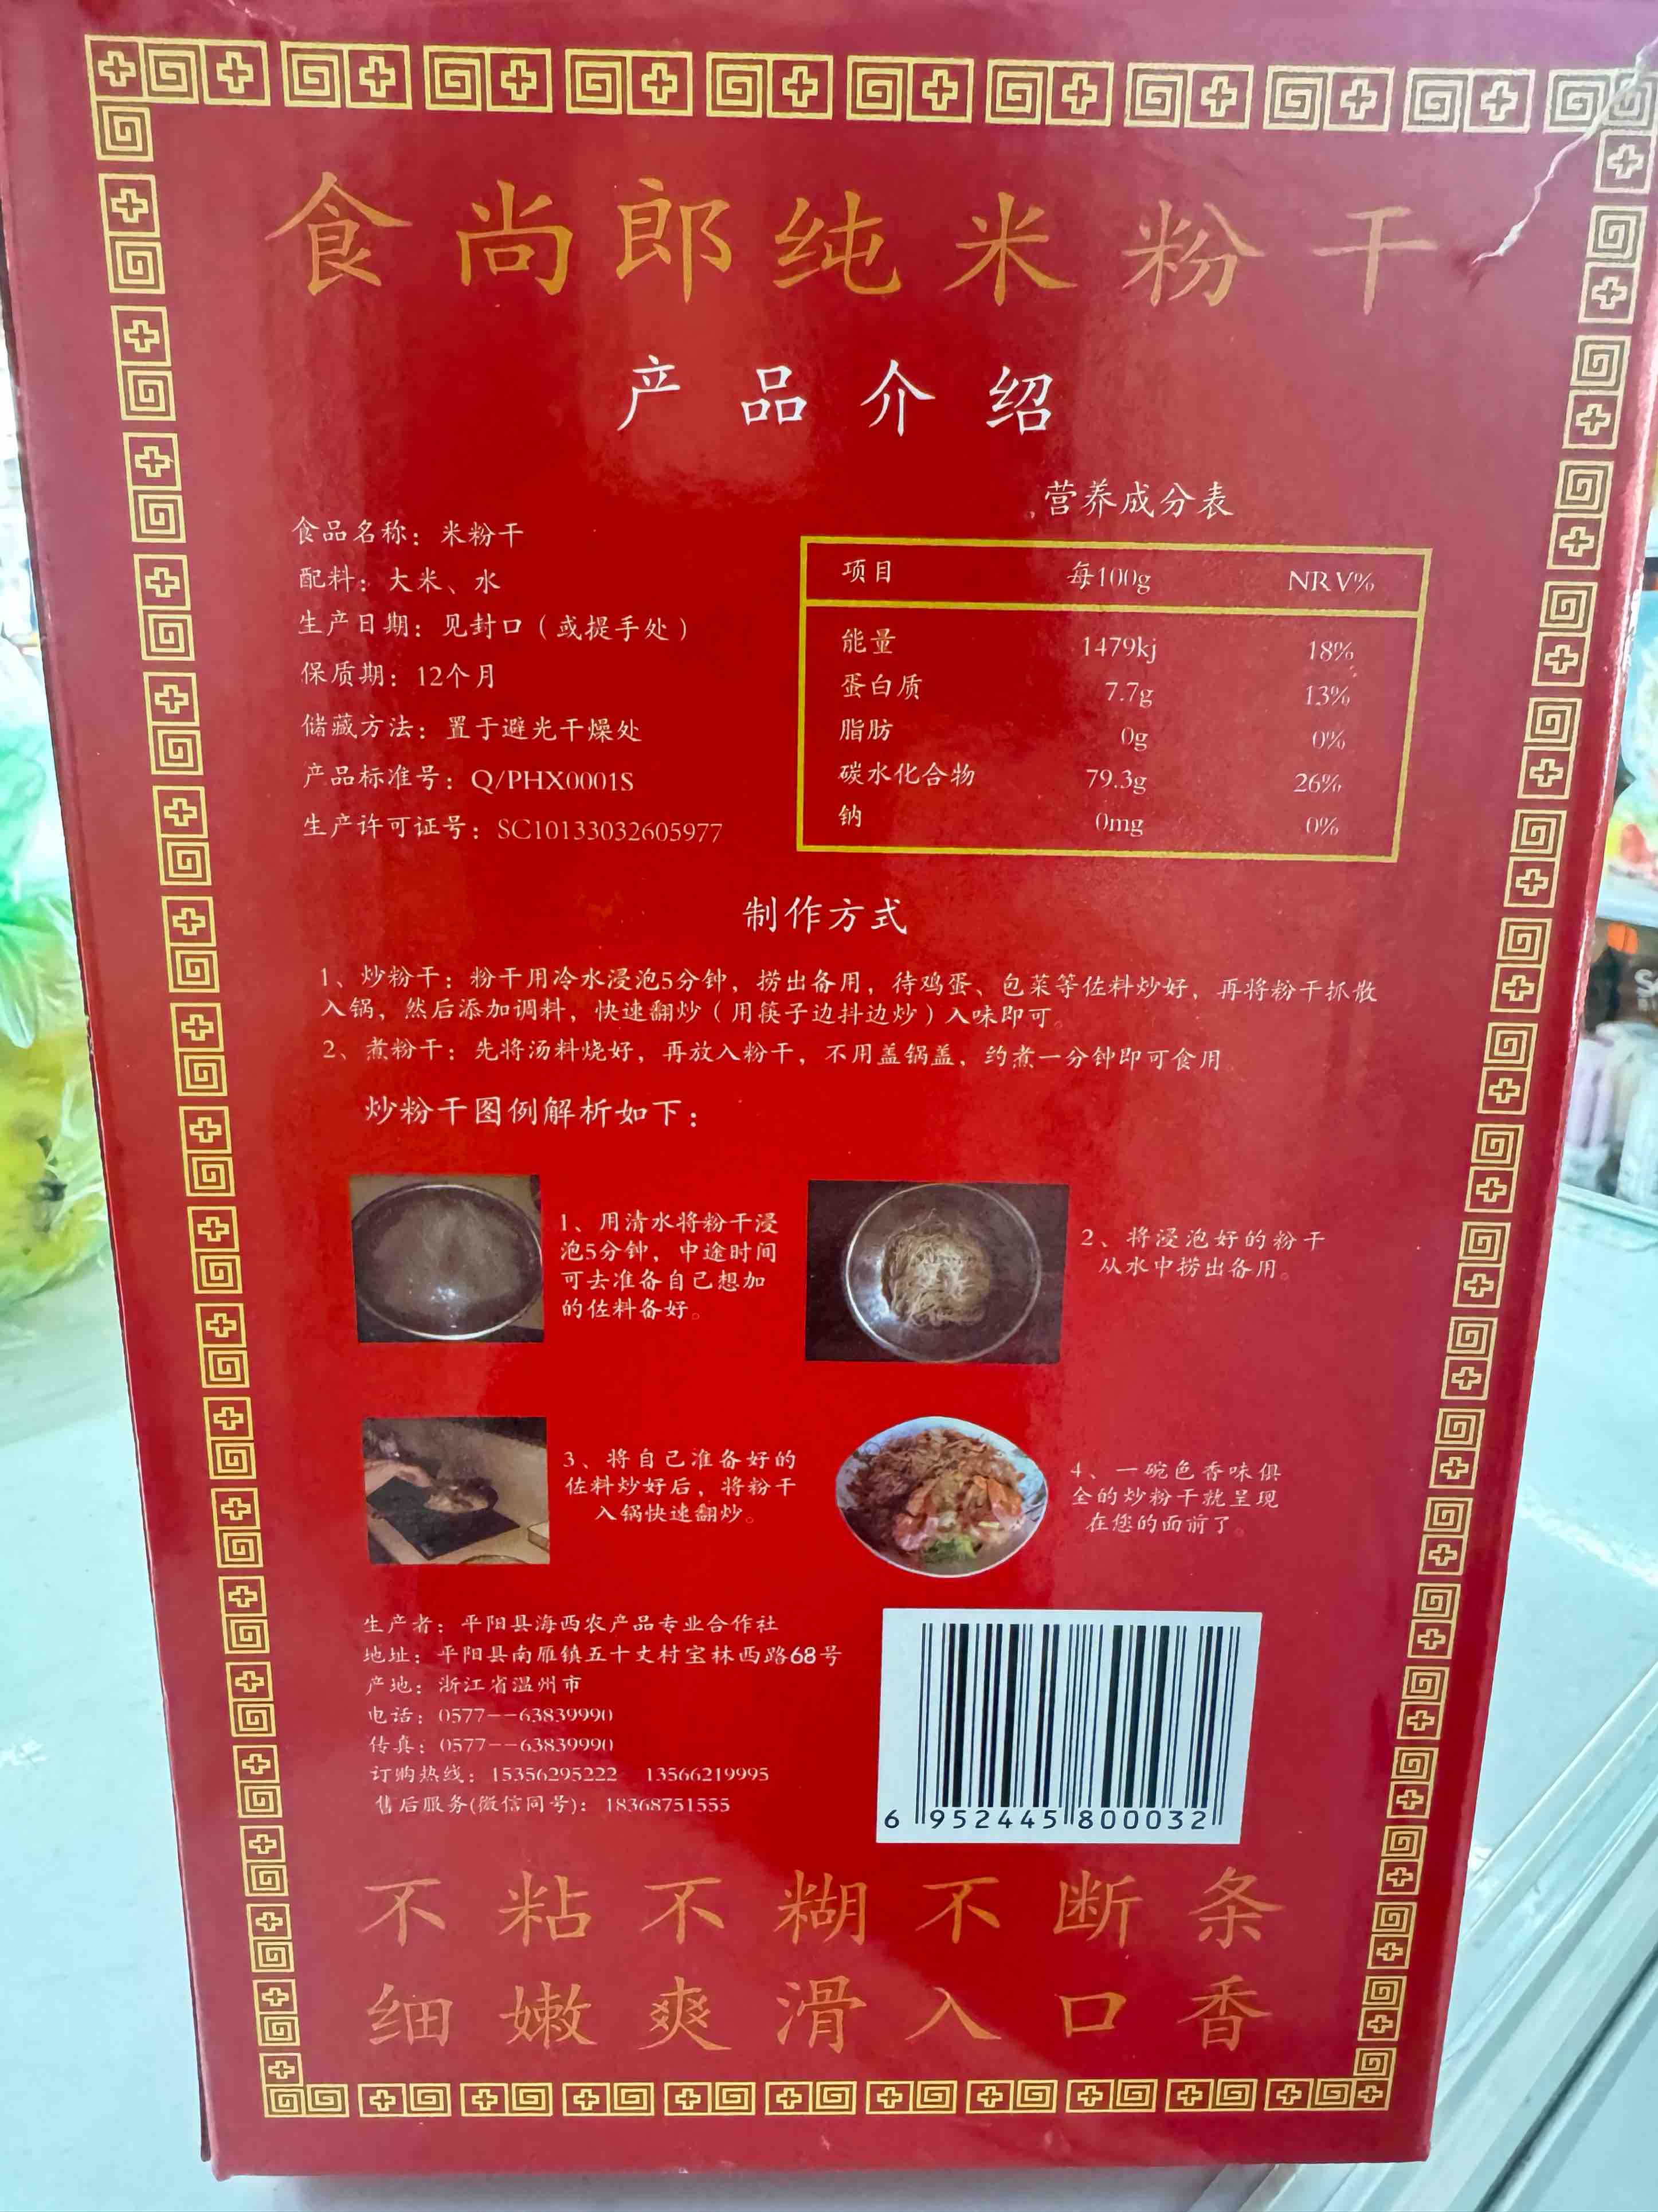 食尚郎纯米粉干
产品介绍
食品名称：米粉干
配料：大米、水
生产日期：见封口（或提手处）
保质期：12个月
储藏方法：置于避光干燥处
产品标准号：Q/PHX0001S
生产许可证号：SC10133032605977
营养成分表
项目 每100g NRV%
能量 1479kj 18%
蛋白质 7.7g 13%
脂肪 0g 0%
碳水化合物 79.3g 26%
钠 0mg 0%
制作方式
1、炒粉干：粉干用冷水浸泡5分钟，捞出备用，待鸡蛋、包菜等佐料炒好，再将粉干抓散
入锅，然后添加调料，快速翻炒（用筷子边抖边炒）入味即可。
2、煮粉干：先将汤料烧好，再放入粉干，不用盖锅盖，约煮一分钟即可食用。
炒粉干图例解析如下：
1、用清水将粉干浸
泡5分钟，中途时间
可去准备自己想加
的佐料备好。
2、将浸泡好的粉干
从水中捞出备用。
3、将自己准备好的
佐料炒好后，将粉干
入锅快速翻炒。
4、一碗色香味俱
全的炒粉干就呈现
在您的面前了。
生产者：平阳县海西农产品专业合作社
地址：平阳县南雁镇五十丈村宝林西路68号
产地：浙江省温州市
电话：0577--63839990
传真：0577--63839990
订购热线：15356295222 13566219995
售后服务(微信同号)：18368751555
6 952445 800032
不粘不糊不断条
细嫩爽滑入口香